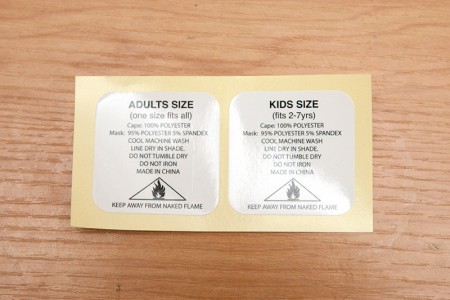 ADULTS SIZE
(one size fits all)
Cape: 100% POLYESTER
Mask: 95% POLYESTER 5% SPANDEX
COOL MACHINE WASH
LINE DRY IN SHADE.
DO NOT TUMBLE DRY
DO NOT IRON
MADE IN CHINA
KEEP AWAY FROM NAKED FLAME
KIDS SIZE
(fits 2-7yrs)
Cape: 100% POLYESTER
Mask: 95% POLYESTER 5% SPANDEX
COOL MACHINE WASH
LINE DRY IN SHADE.
DO NOT TUMBLE DRY
DO NOT IRON
MADE IN CHINA
KEEP AWAY FROM NAKED FLAME